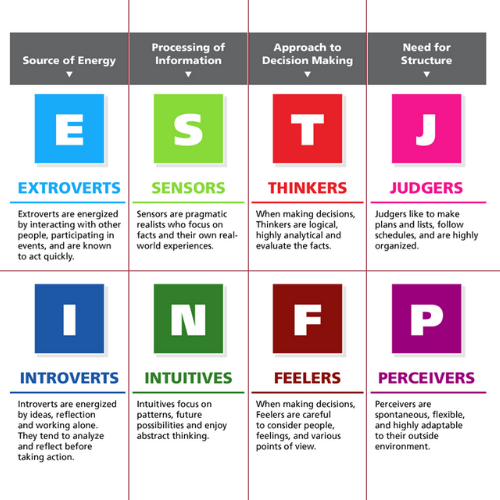 Source of Energy
Processing of
Information
Approach to
Decision Making
Need for
Structure
E
S
T
J
EXTROVERTS
SENSORS
THINKERS
JUDGERS
Extroverts are energized
by interacting with other
people, participating in
events, and are known
to act quickly.
Sensors are pragmatic
realists who focus on
facts and their own real-
world experiences.
When making decisions,
Thinkers are logical,
highly analytical and
evaluate the facts.
Judgers like to make
plans and lists, follow
schedules, and are highly
organized.
I
N
F
P
INTROVERTS
INTUITIVES
FEELERS
PERCEIVERS
Introverts are energized
by ideas, reflection
and working alone.
They tend to analyze
and reflect before
taking action.
Intuitives focus on
patterns, future
possibilities and enjoy
abstract thinking.
When making decisions,
Feelers are careful
to consider people,
feelings, and various
points of view.
Perceivers are
spontaneous, flexible,
and highly adaptable
to their outside
environment.